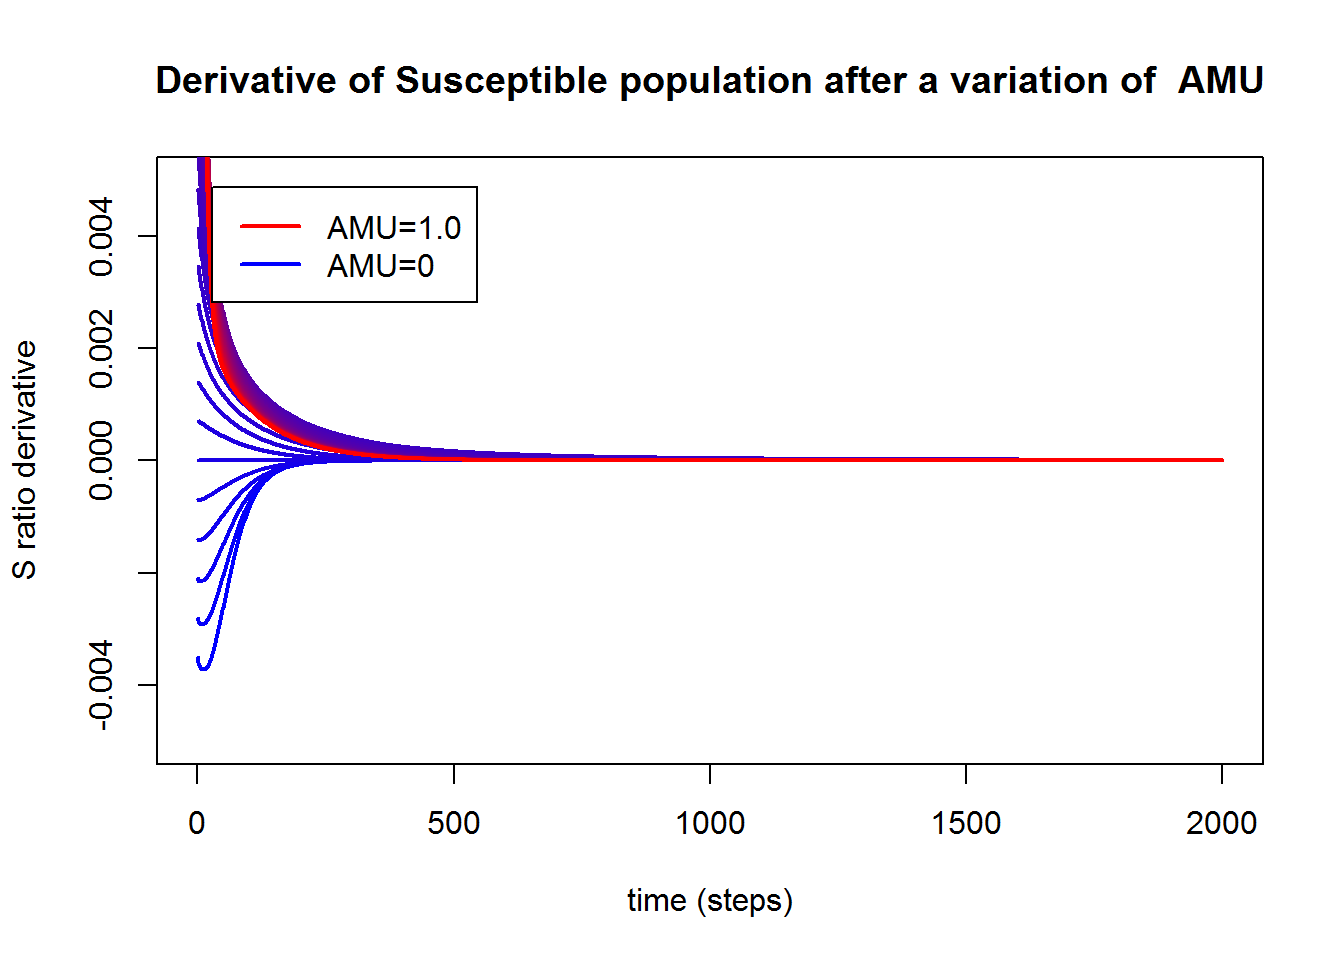 Derivative of Susceptible population after a variation of  AMU
AMU=1.0
AMU=0
S ratio derivative
0.004
0.002
0.000
-0.004
0
500
1000
1500
2000
time (steps)